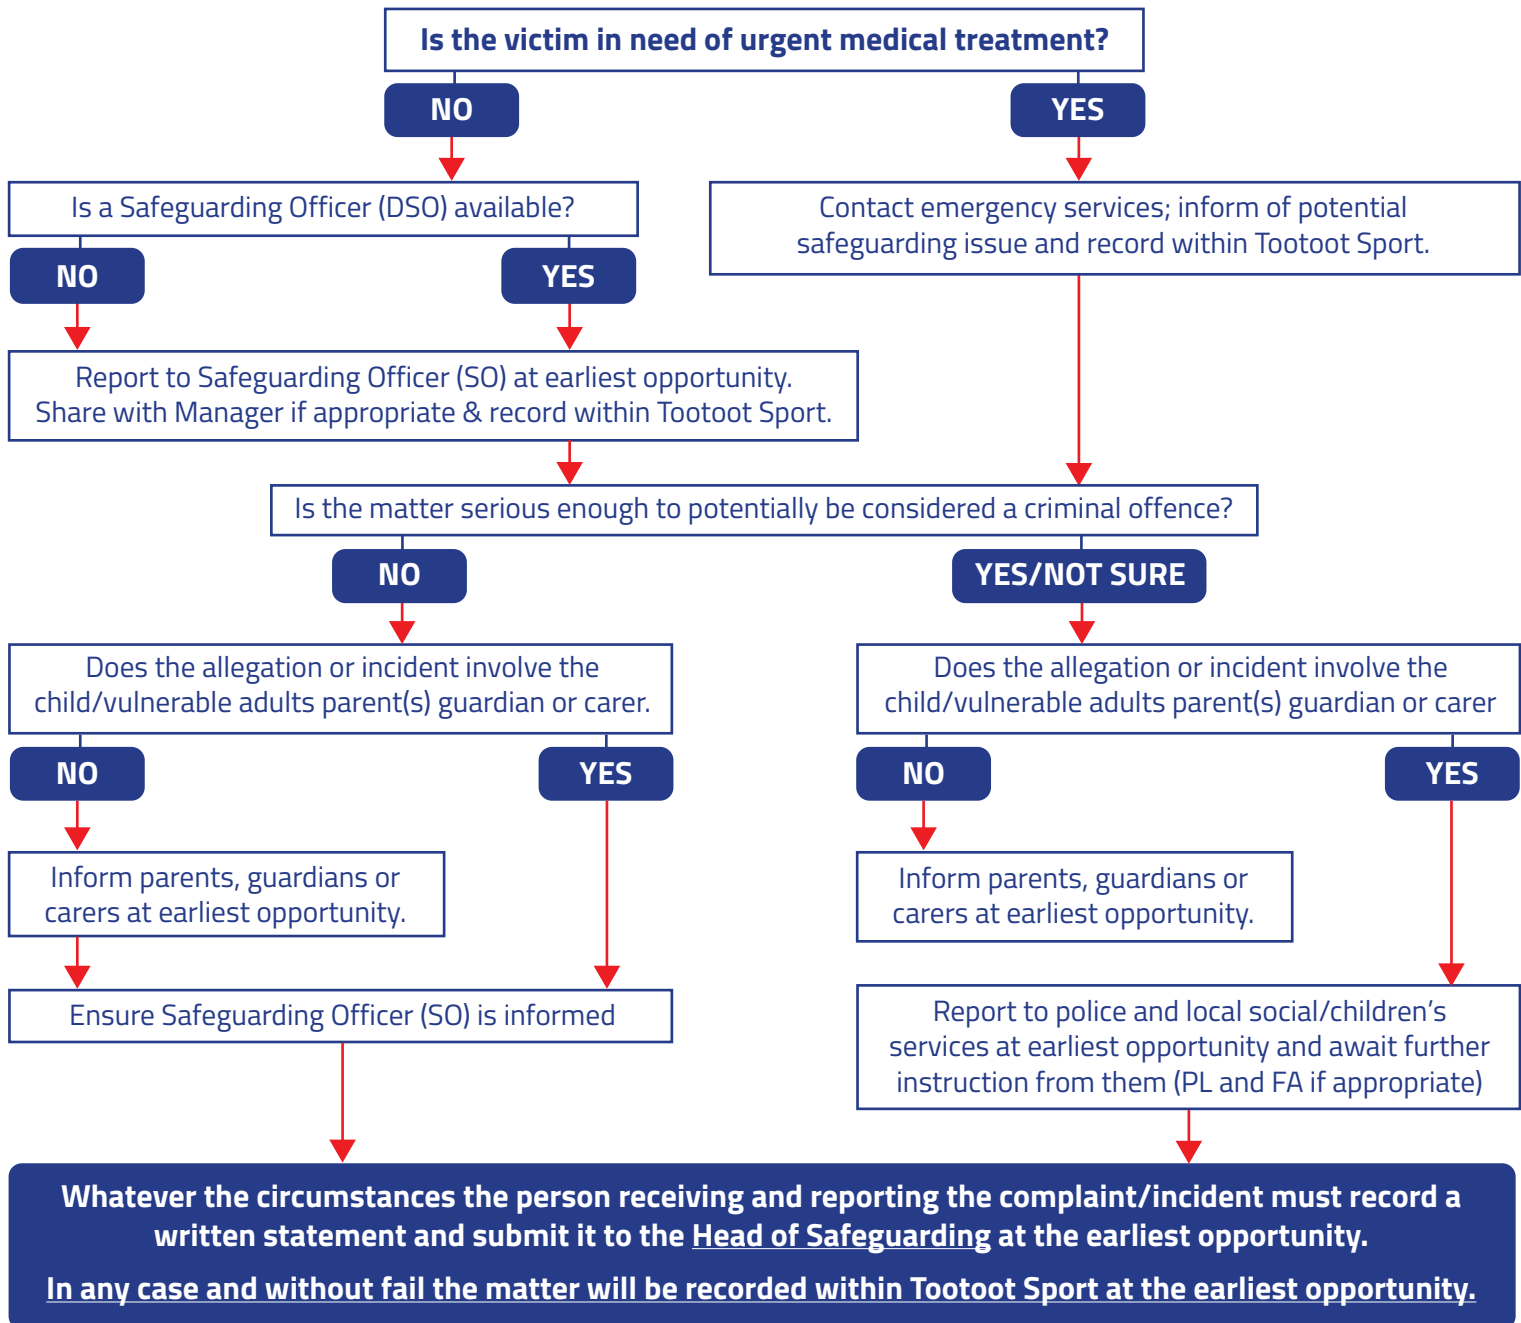 Is the victim in need of urgent medical treatment?
NO
YES
Is a Safeguarding Officer (DSO) available?
Contact emergency services; inform of potential
safeguarding issue and record within Tootoot Sport.
NO
YES
Report to Safeguarding Officer (SO) at earliest opportunity.
Share with Manager if appropriate & record within Tootoot Sport.
Is the matter serious enough to potentially be considered a criminal offence?
NO
YES/NOT SURE
Does the allegation or incident involve the
child/vulnerable adults parent(s) guardian or carer.
Does the allegation or incident involve the
child/vulnerable adults parent(s) guardian or carer
NO
YES
NO
YES
Inform parents, guardians or
carers at earliest opportunity.
Inform parents, guardians or
carers at earliest opportunity.
Ensure Safeguarding Officer (SO) is informed
Report to police and local social/children’s
services at earliest opportunity and await further
instruction from them (PL and FA if appropriate)
Whatever the circumstances the person receiving and reporting the complaint/incident must record a
written statement and submit it to the Head of Safeguarding at the earliest opportunity.
In any case and without fail the matter will be recorded within Tootoot Sport at the earliest opportunity.